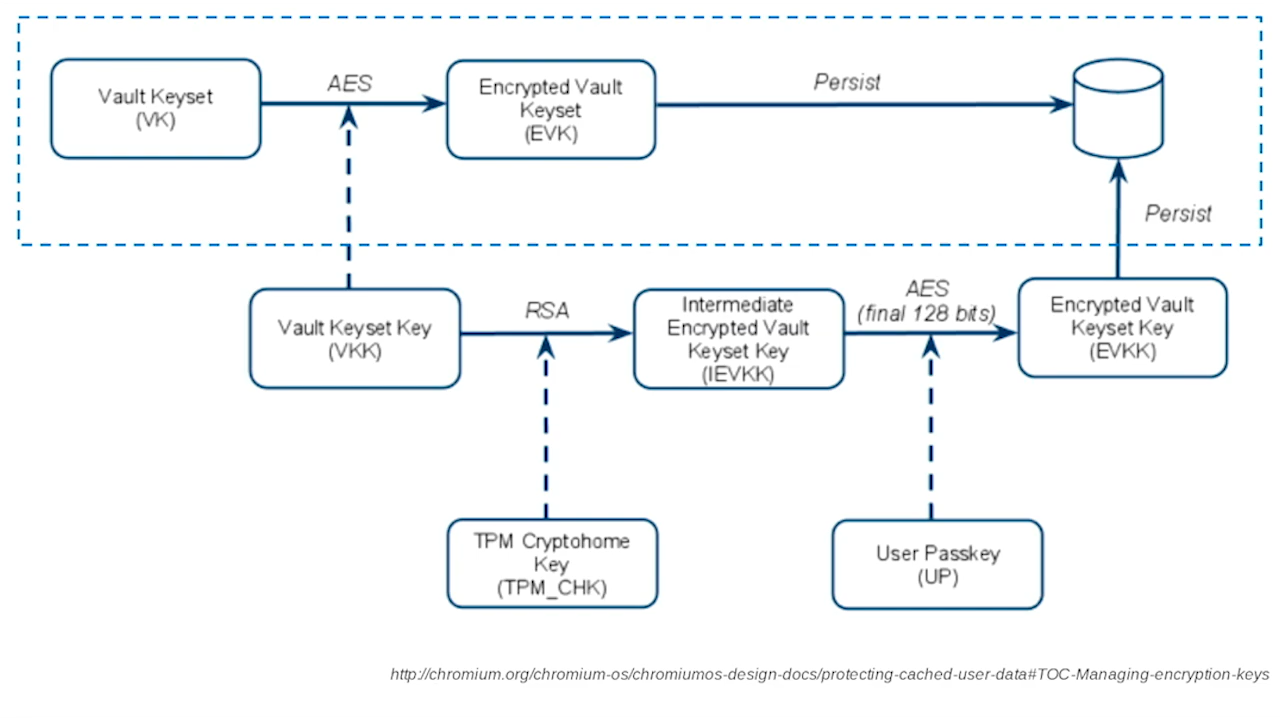 Vault Keyset
(VK)
AES
Encrypted Vault
Keyset
(EVK)
Persist
Persist
Vault Keyset Key
(VKK)
RSA
Intermediate
Encrypted Vault
Keyset Key
(IEVKK)
AES
(final 128 bits)
Encrypted Vault
Keyset Key
(EVKK)
TPM Cryptohome
Key
(TPM_CHK)
User Passkey
(UP)
http://chromium.org/chromium-os/chromiumos-design-docs/protecting-cached-user-data#TOC-Managing-encryption-keys